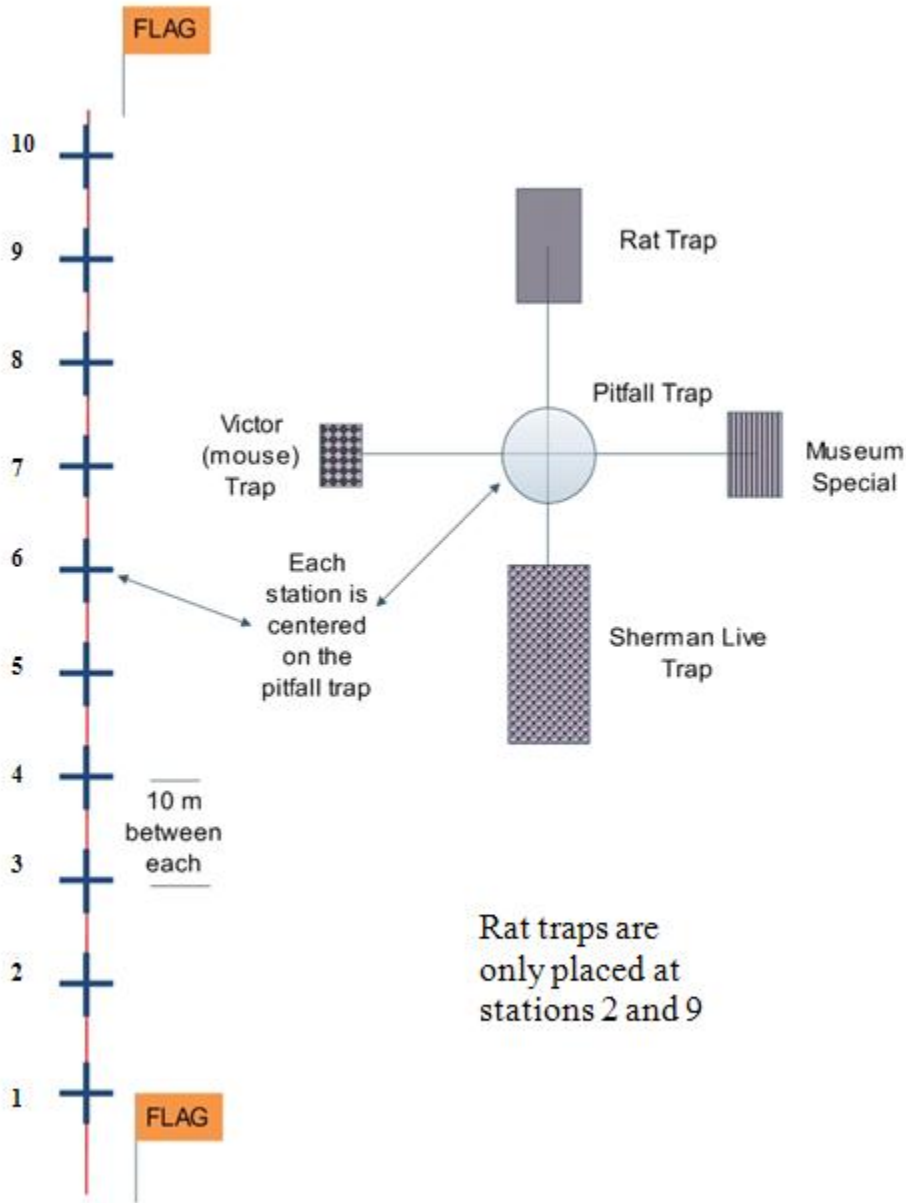 FLAG
10
9
8
7
6
5
4
3
2
1
Rat Trap
Pitfall Trap
Victor
(mouse)
Trap
Museum
Special
Each
station is
centered
on the
pitfall trap
Sherman Live
Trap
10 m
between
each
Rat traps are
only placed at
stations 2 and 9
FLAG